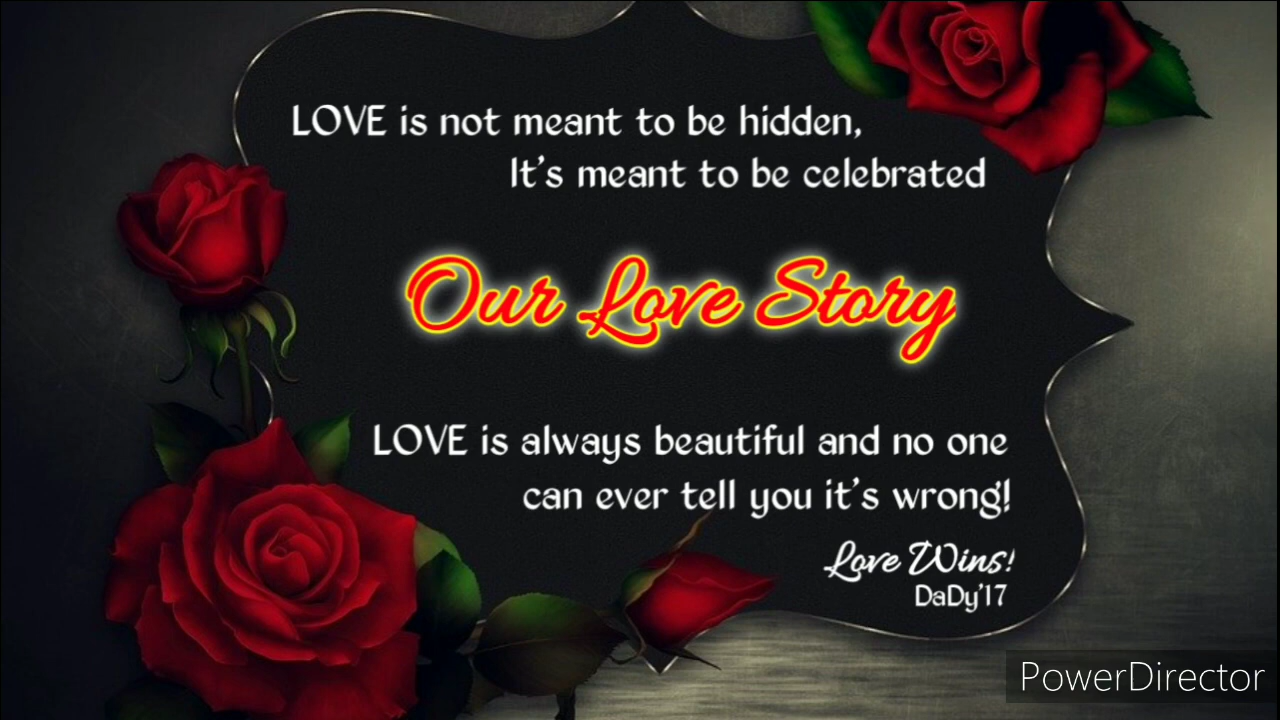 LOVE is not meant to be hidden,
It's meant to be celebrated
Our Love Story
LOVE is always beautiful and no one
can ever tell you it's wrong!
Love Wins!
DaDy'17
PowerDirector